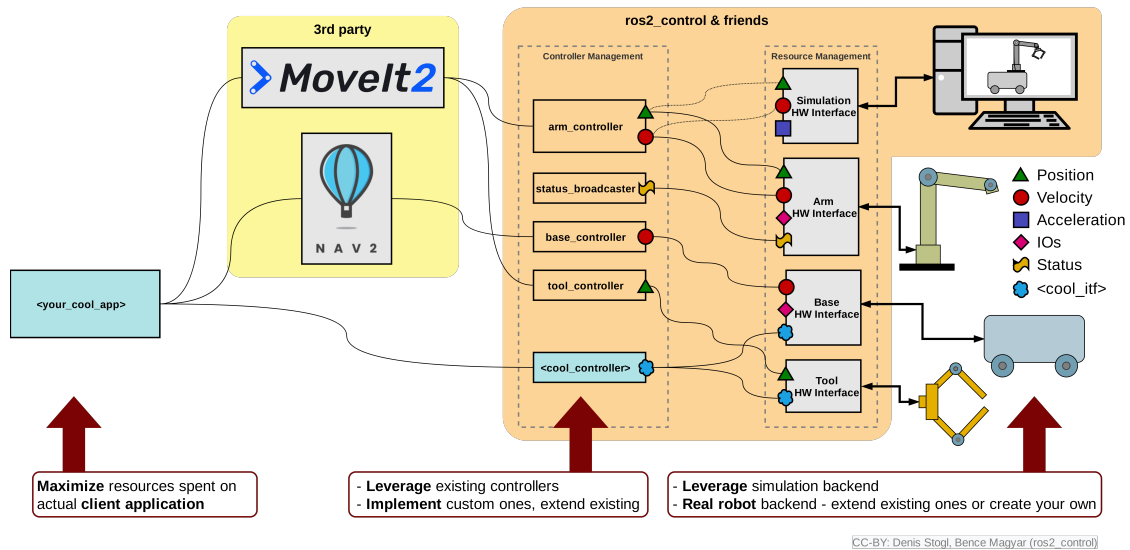 3rd party
MoveIt2
NAV2
<your_cool_app>
ros2_control & friends
Controller Management
arm_controller
status_broadcaster
base_controller
tool_controller
<cool_controller>
Resource Management
Simulation
HW Interface
Arm
HW Interface
Base
HW Interface
Tool
HW Interface
Position
Velocity
Acceleration
IOs
Status
<cool_itf>
Maximize resources spent on
actual client application
- Leverage existing controllers
- Implement custom ones, extend existing
- Leverage simulation backend
- Real robot backend - extend existing ones or create your own
CC-BY: Denis Stogl, Bence Magyar (ros2_control)